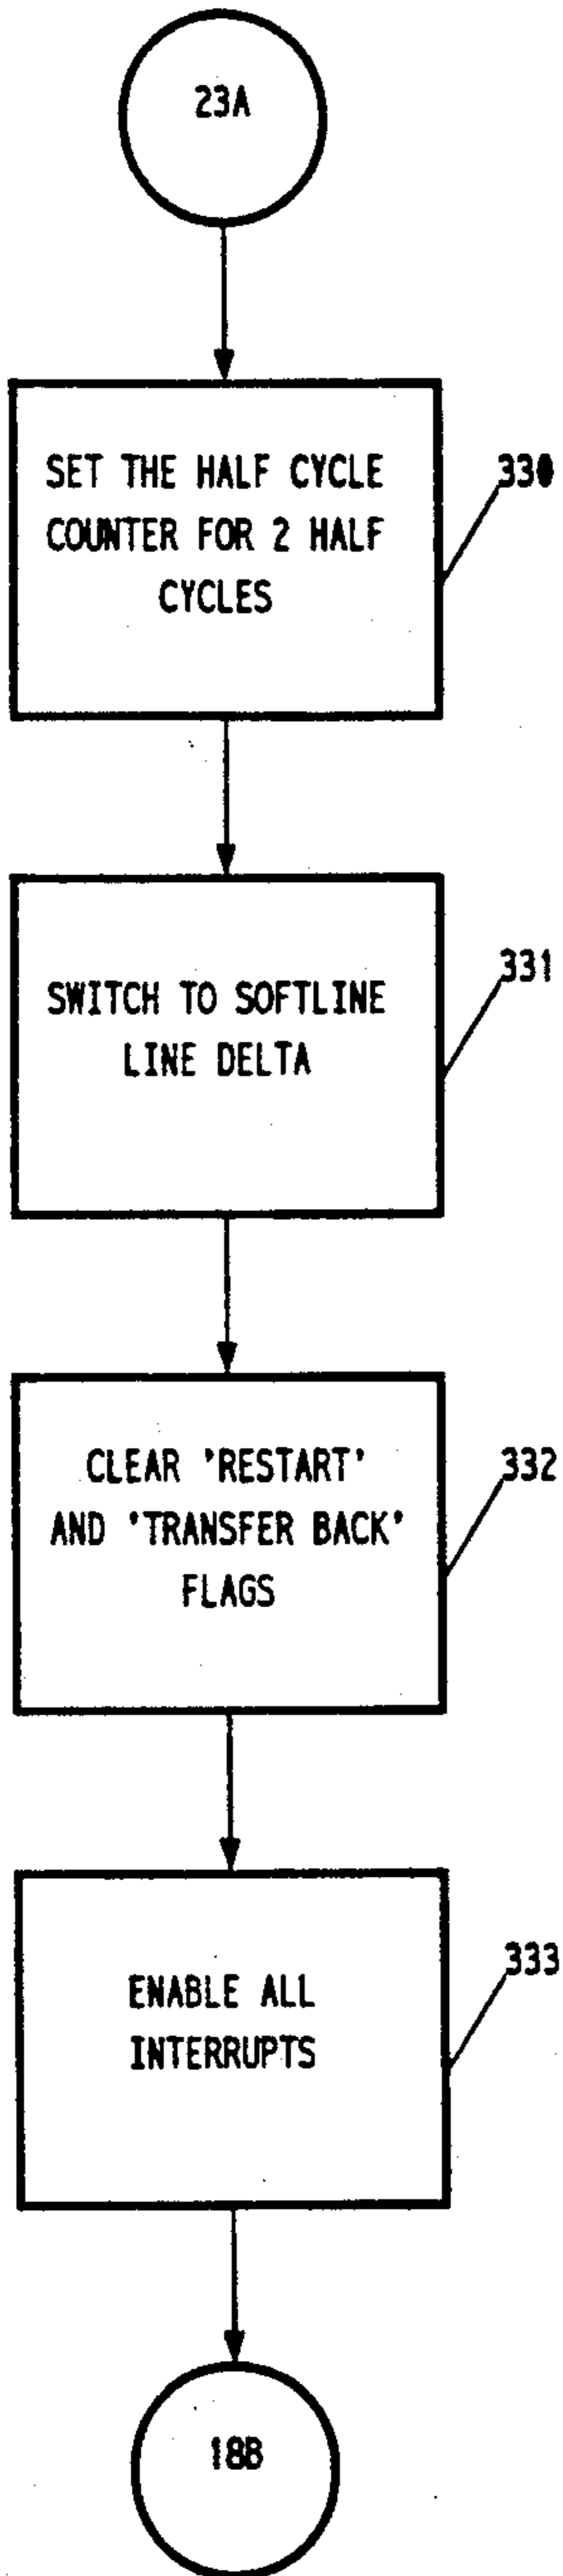 23A
SET THE HALF CYCLE
COUNTER FOR 2 HALF
CYCLES
330
SWITCH TO SOFTLINE
LINE DELTA
331
CLEAR 'RESTART'
AND 'TRANSFER BACK'
FLAGS
332
ENABLE ALL
INTERRUPTS
333
18B